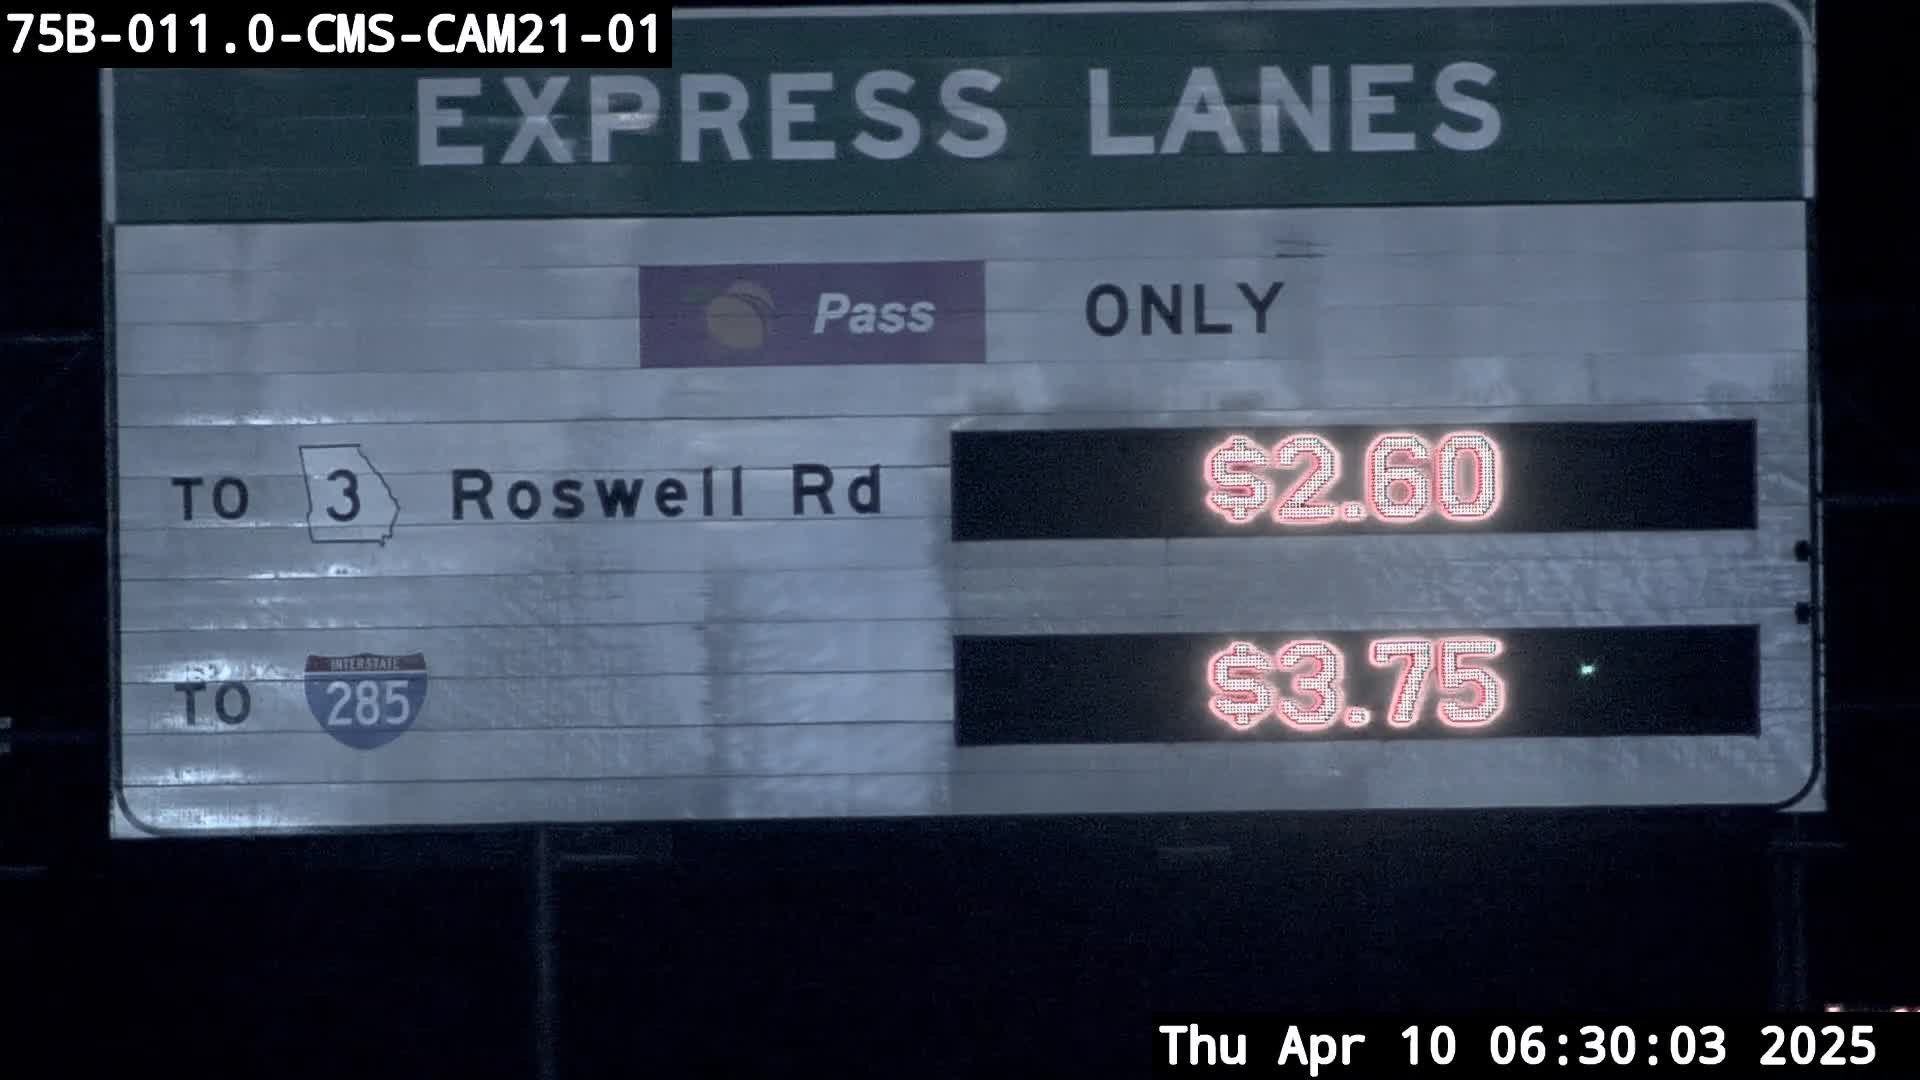 75B-011.0-CMS-CAM21-01
EXPRESS LANES
Pass ONLY
TO 3 Roswell Rd $2.60
TO INTERSTATE 285 $3.75
Thu Apr 10 06:30:03 2025